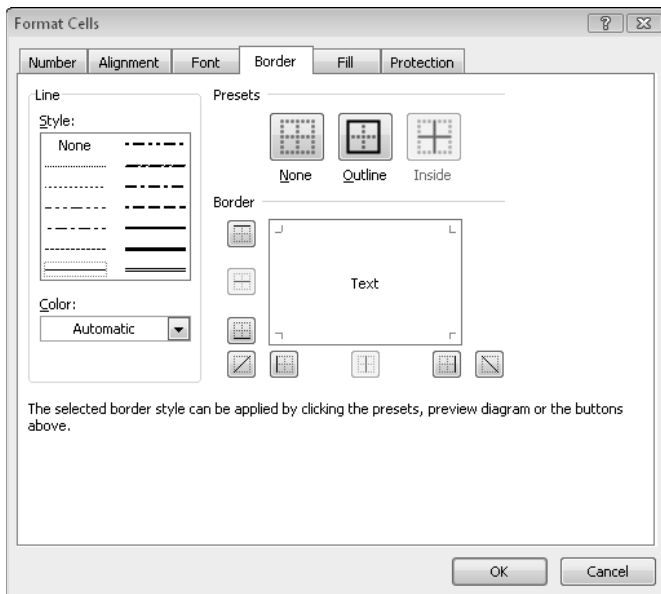 Format Cells
Number Alignment Font Border Fill Protection
Line
Style:
None
Color:
Automatic
Presets
None Outline Inside
Border
Text
The selected border style can be applied by clicking the presets, preview diagram or the buttons
above.
OK Cancel